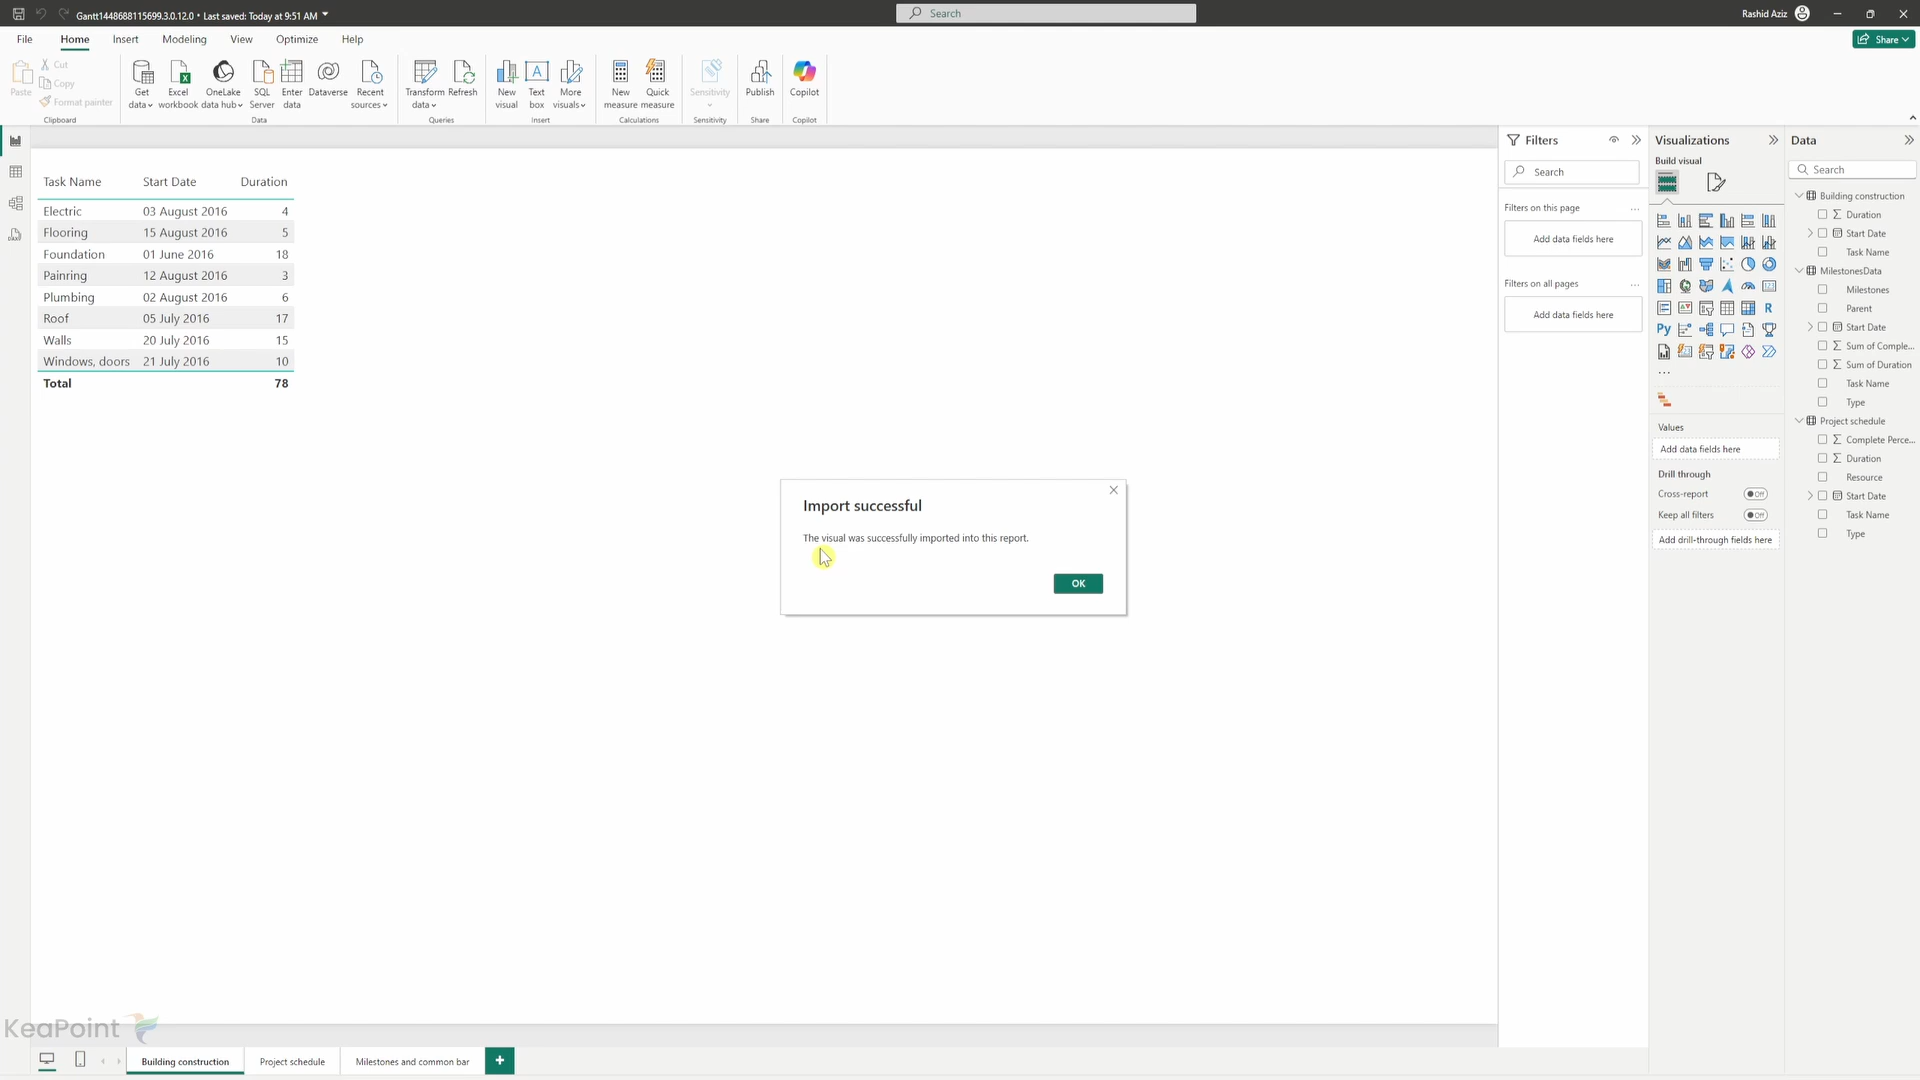 Gantt1448688115699.3.0.12.0 • Last saved: Today at 9:51 AM
Search
Rashid Aziz
File Home Insert Modeling View Optimize Help
Share
Paste
Cut
Copy
Format painter
Clipboard
Get data
Excel workbook
OneLake data hub
SQL Server
Enter data
Dataverse
Recent sources
Data
Transform data
Refresh
Queries
New visual
Text box
More visuals
Insert
New measure
Quick measure
Calculations
Sensitivity
Sensitivity
Publish
Share
Copilot
Copilot
Task Name Start Date Duration
Electric 03 August 2016 4
Flooring 15 August 2016 5
Foundation 01 June 2016 18
Painring 12 August 2016 3
Plumbing 02 August 2016 6
Roof 05 July 2016 17
Walls 20 July 2016 15
Windows, doors 21 July 2016 10
Total 78
Import successful
The visual was successfully imported into this report.
OK
Filters
Search
Filters on this page
...
Add data fields here
Filters on all pages
...
Add data fields here
Visualizations
Build visual
R
Py
123
...
Values
Add data fields here
Drill through
Cross-report
Off
Keep all filters
Off
Add drill-through fields here
Data
Search
Building construction
Σ Duration
Start Date
Task Name
MilestonesData
Milestones
Parent
Start Date
Σ Sum of Comple...
Σ Sum of Duration
Task Name
Type
Project schedule
Σ Complete Perce...
Σ Duration
Resource
Start Date
Task Name
Type
KeaPoint
Building construction
Project schedule
Milestones and common bar
+